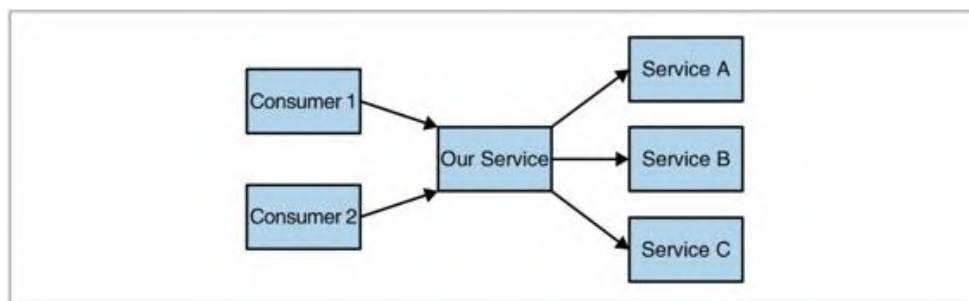 Consumer 1
Consumer 2
Our Service
Service A
Service B
Service C